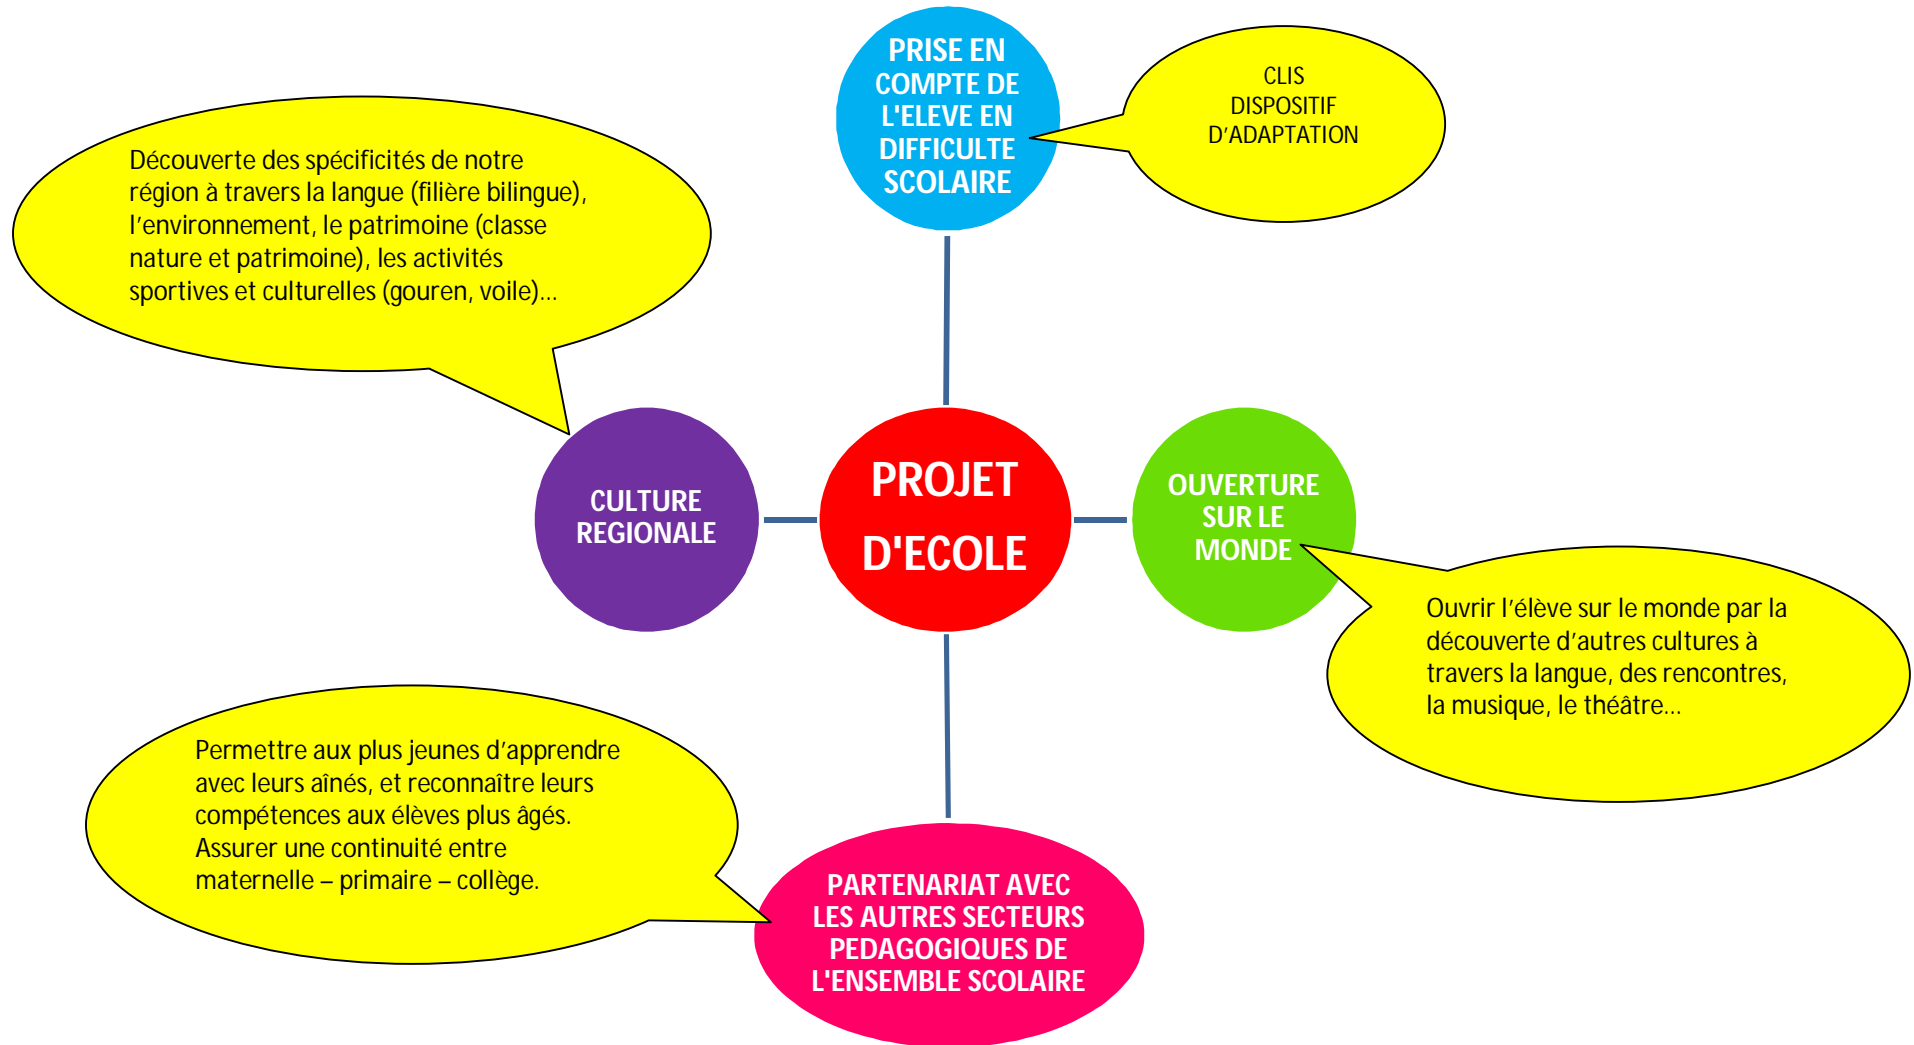 PRISE EN
COMPTE DE
L'ELEVE EN
DIFFICULTE
SCOLAIRE
CLIS
DISPOSITIF
D’ADAPTATION
Découverte des spécificités de notre
région à travers la langue (filière bilingue),
l’environnement, le patrimoine (classe
nature et patrimoine), les activités
sportives et culturelles (gouren, voile)…
CULTURE
REGIONALE
PROJET
D'ECOLE
OUVERTURE
SUR LE
MONDE
Ouvrir l’élève sur le monde par la
découverte d’autres cultures à
travers la langue, des rencontres,
la musique, le théâtre…
Permettre aux plus jeunes d’apprendre
avec leurs aînés, et reconnaître leurs
compétences aux élèves plus âgés.
Assurer une continuité entre
maternelle – primaire – collège.
PARTENARIAT AVEC
LES AUTRES SECTEURS
PEDAGOGIQUES DE
L'ENSEMBLE SCOLAIRE